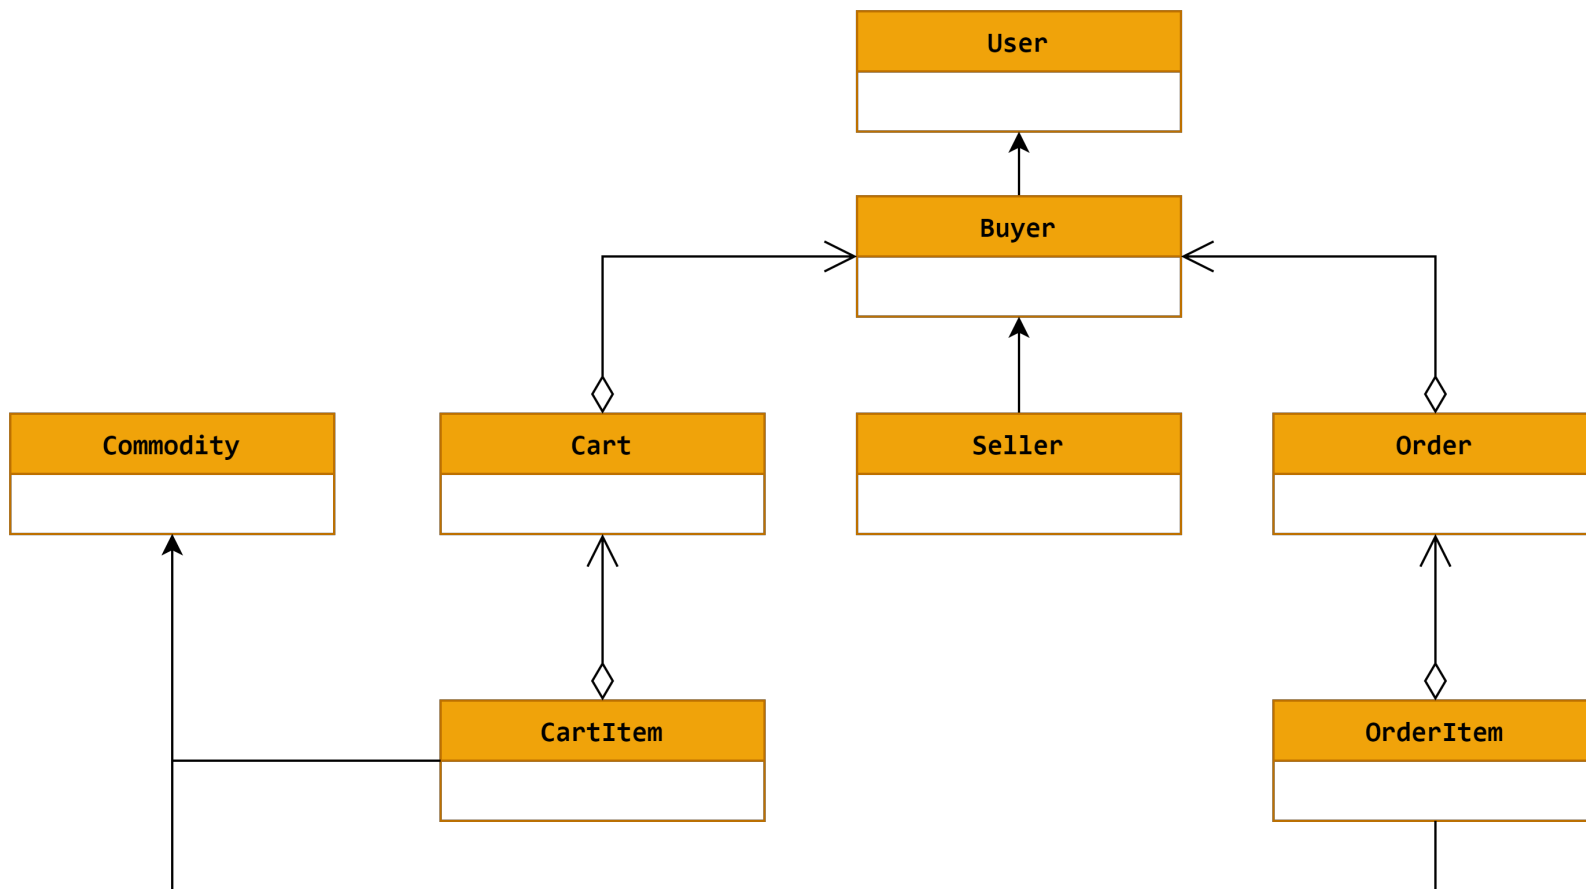 User
Buyer
Commodity
Cart
Seller
Order
CartItem
OrderItem